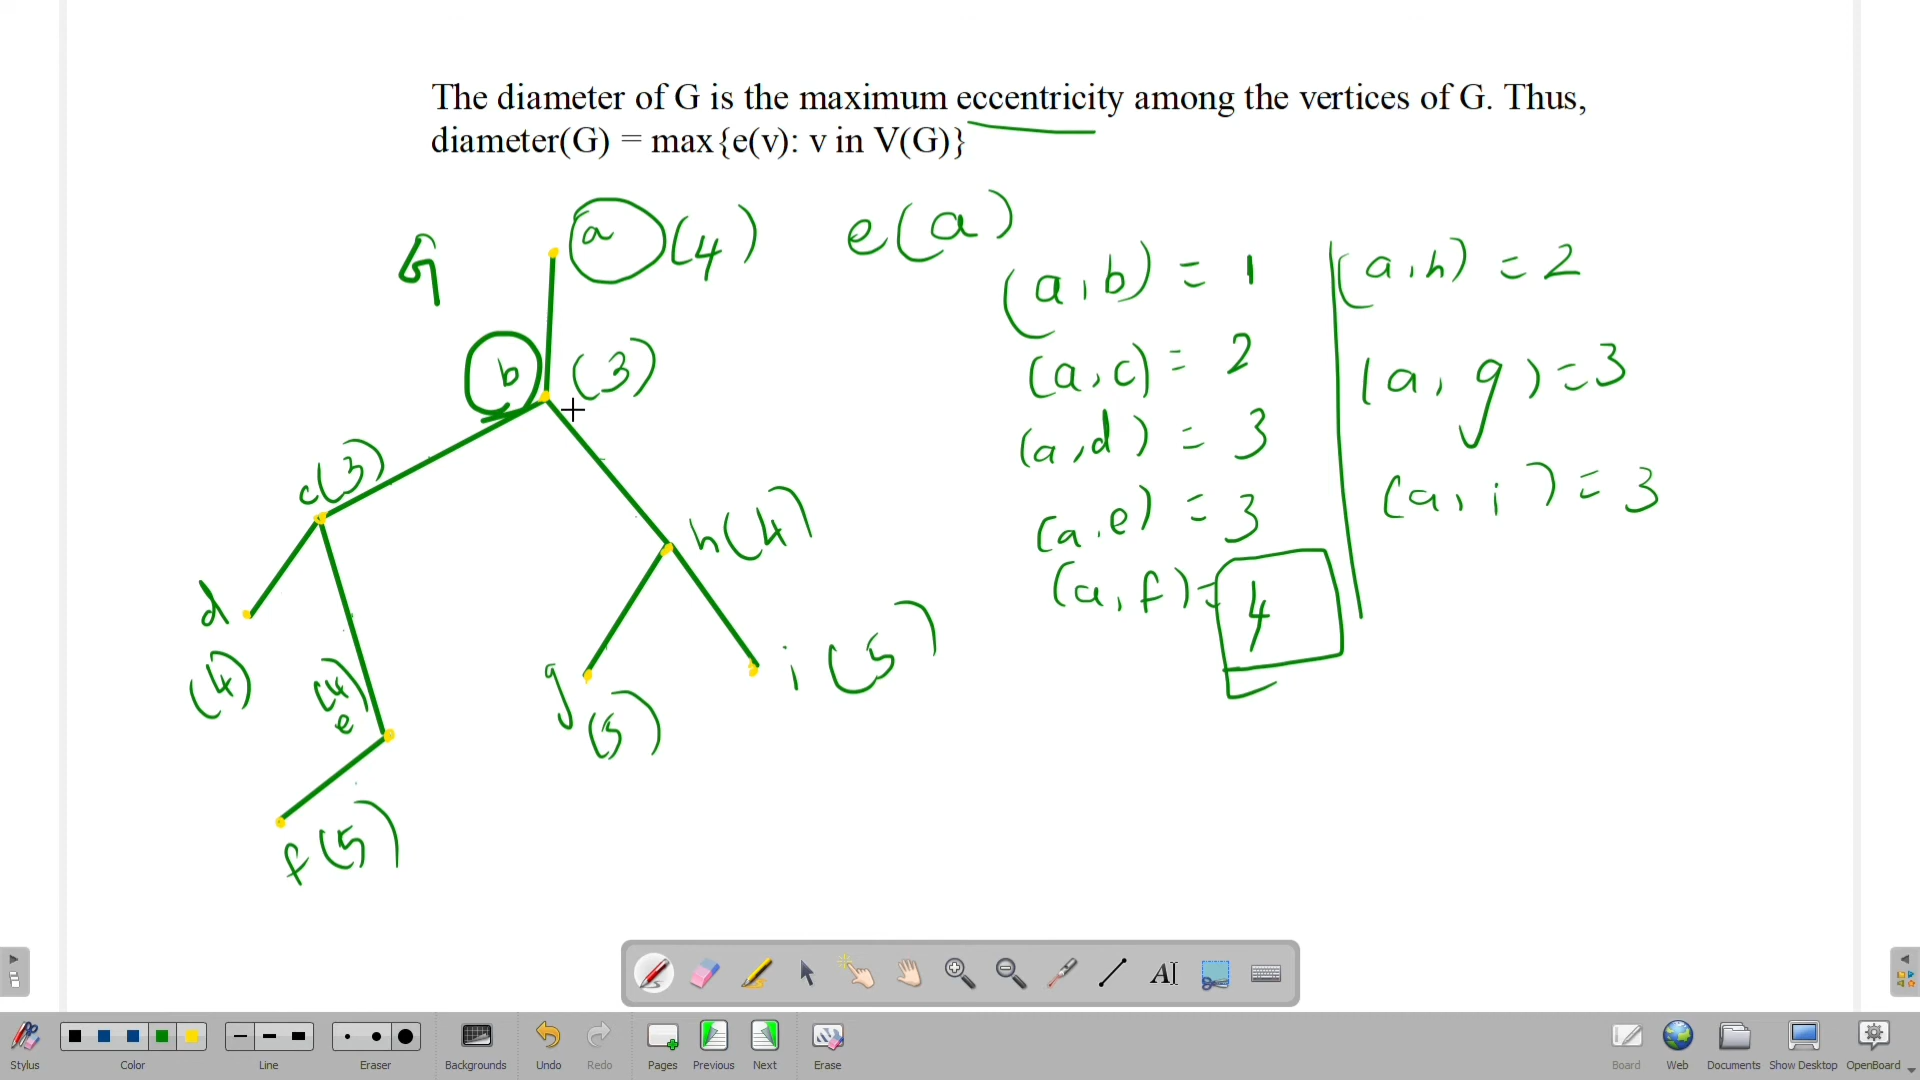 The diameter of G is the maximum eccentricity among the vertices of G. Thus,
diameter(G) = max{e(v): v in V(G)}
G
a (4)
b (3)
c(3)
h(4)
d
(4)
(4)
e
f(5)
g
(5)
i (5)
e(a)
(a,b) = 1
(a,c) = 2
(a,d) = 3
(a,e) = 3
(a,f) = 4
(a,h) = 2
(a,g) = 3
(a,i) = 3
AI
Stylus
Color
Line
Eraser
Backgrounds
Undo
Redo
Pages
Previous
Next
Erase
Board
Web
Documents
Show Desktop
OpenBoard